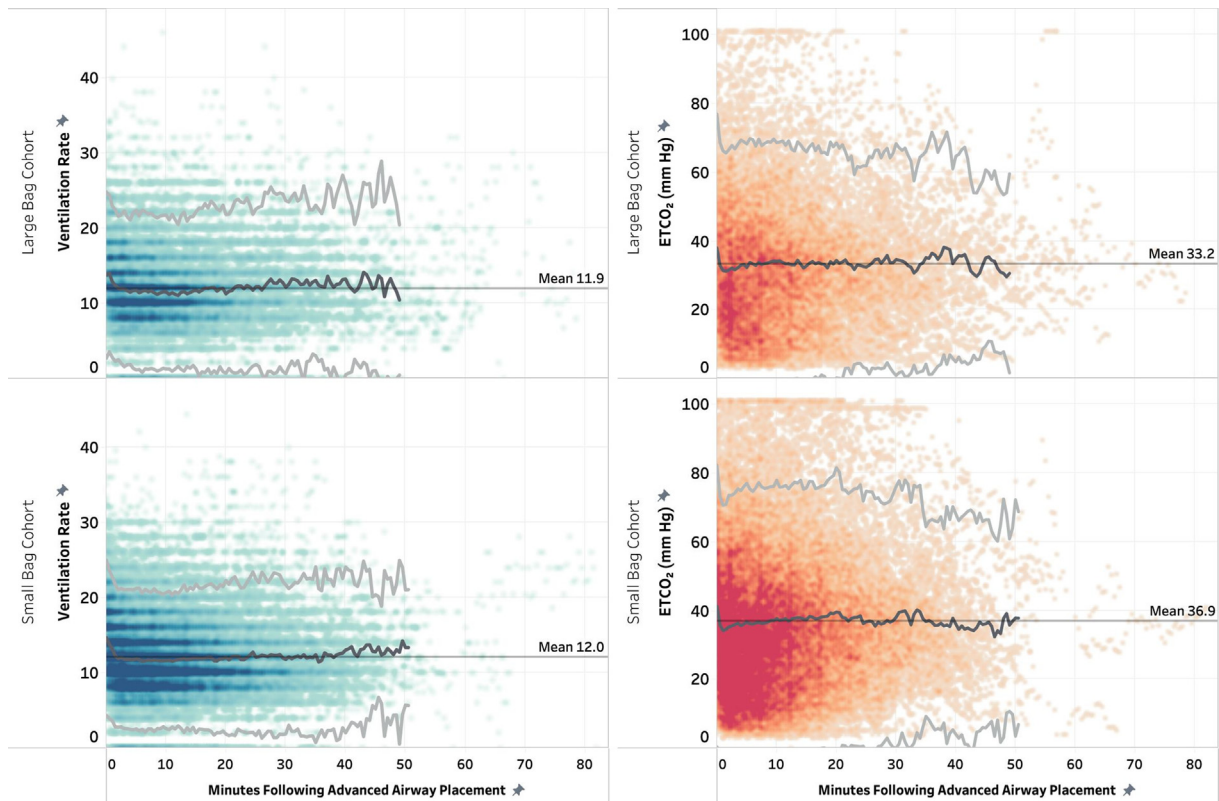 Large Bag Cohort
Ventilation Rate
40
30
20
10
0
Mean 11.9
Large Bag Cohort
ETCO₂ (mm Hg)
100
80
60
40
20
0
Mean 33.2
Small Bag Cohort
Ventilation Rate
40
30
20
10
0
Mean 12.0
Small Bag Cohort
ETCO₂ (mm Hg)
100
80
60
40
20
0
Mean 36.9
0 10 20 30 40 50 60 70 80
Minutes Following Advanced Airway Placement
0 10 20 30 40 50 60 70 80
Minutes Following Advanced Airway Placement